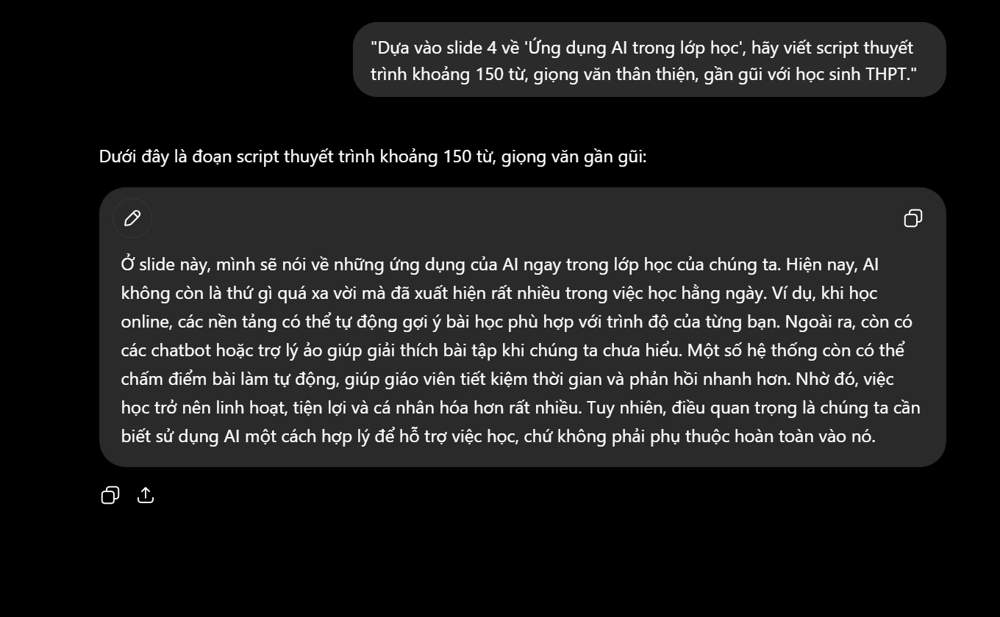 "Dựa vào slide 4 về 'Ứng dụng AI trong lớp học', hãy viết script thuyết
trình khoảng 150 từ, giọng văn thân thiện, gần gũi với học sinh THPT."
Dưới đây là đoạn script thuyết trình khoảng 150 từ, giọng văn gần gũi:
Ở slide này, mình sẽ nói về những ứng dụng của AI ngay trong lớp học của chúng ta. Hiện nay, AI
không còn là thứ gì quá xa vời mà đã xuất hiện rất nhiều trong việc học hằng ngày. Ví dụ, khi học
online, các nền tảng có thể tự động gợi ý bài học phù hợp với trình độ của từng bạn. Ngoài ra, còn có
các chatbot hoặc trợ lý ảo giúp giải thích bài tập khi chúng ta chưa hiểu. Một số hệ thống còn có thể
chấm điểm bài làm tự động, giúp giáo viên tiết kiệm thời gian và phản hồi nhanh hơn. Nhờ đó, việc
học trở nên linh hoạt, tiện lợi và cá nhân hóa hơn rất nhiều. Tuy nhiên, điều quan trọng là chúng ta cần
biết sử dụng AI một cách hợp lý để hỗ trợ việc học, chứ không phải phụ thuộc hoàn toàn vào nó.